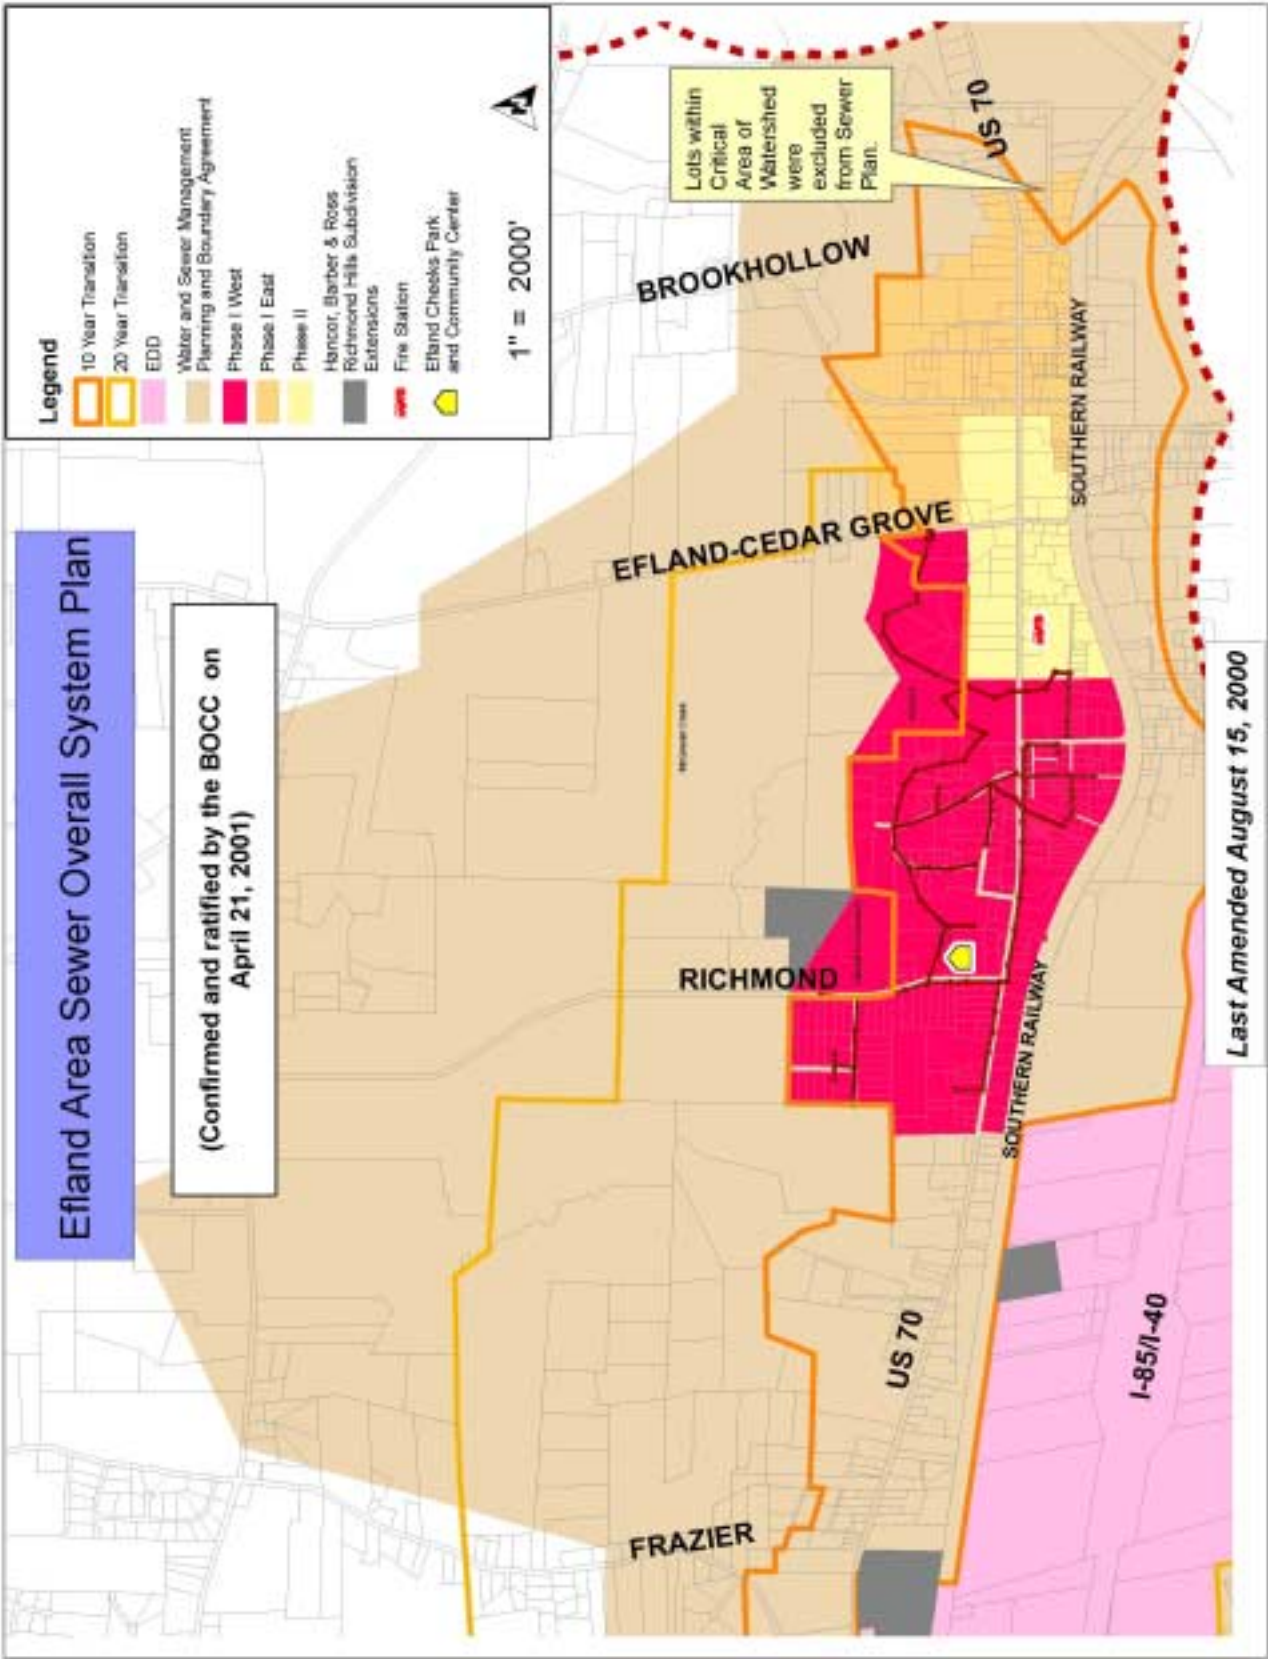 Efland Area Sewer Overall System Plan
(Confirmed and ratified by the BOCC on
April 21, 2001)
Legend
10 Year Transition
20 Year Transition
EDD
Water and Sewer Management
Planning and Boundary Agreement
Phase I West
Phase I East
Phase II
Hancor, Barber & Ross
Richmond Hills Subdivision
Extensions
Fire Station
Efland Cheeks Park
and Community Center
1" = 2000'
Lots within
Critical
Area of
Watershed
were
excluded
from Sewer
Plan.
BROOKHOLLOW
US 70
EFLAND-CEDAR GROVE
SOUTHERN RAILWAY
RICHMOND
SOUTHERN RAILWAY
FRAZIER
US 70
I-85/I-40
Last Amended August 15, 2000